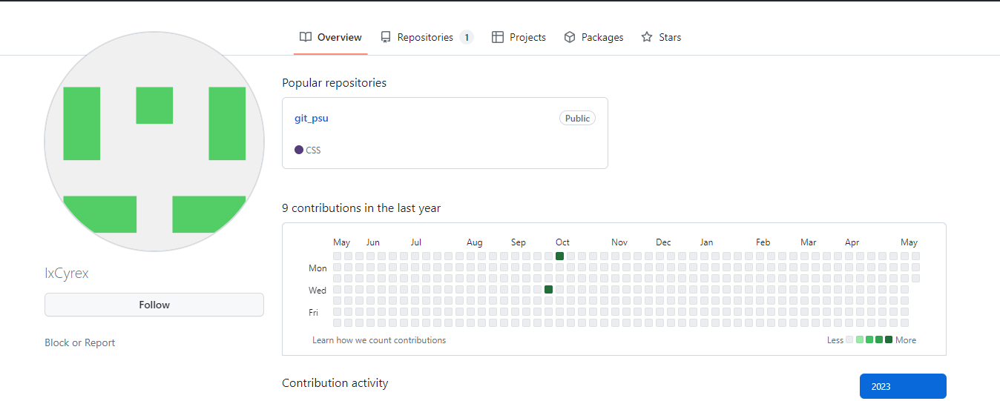 Overview Repositories 1 Projects Packages Stars
Popular repositories
git_psu Public
CSS
9 contributions in the last year
May Jun Jul Aug Sep Oct Nov Dec Jan Feb Mar Apr May
Mon
Wed
Fri
Learn how we count contributions Less More
IxCyrex
Follow
Block or Report
Contribution activity
2023